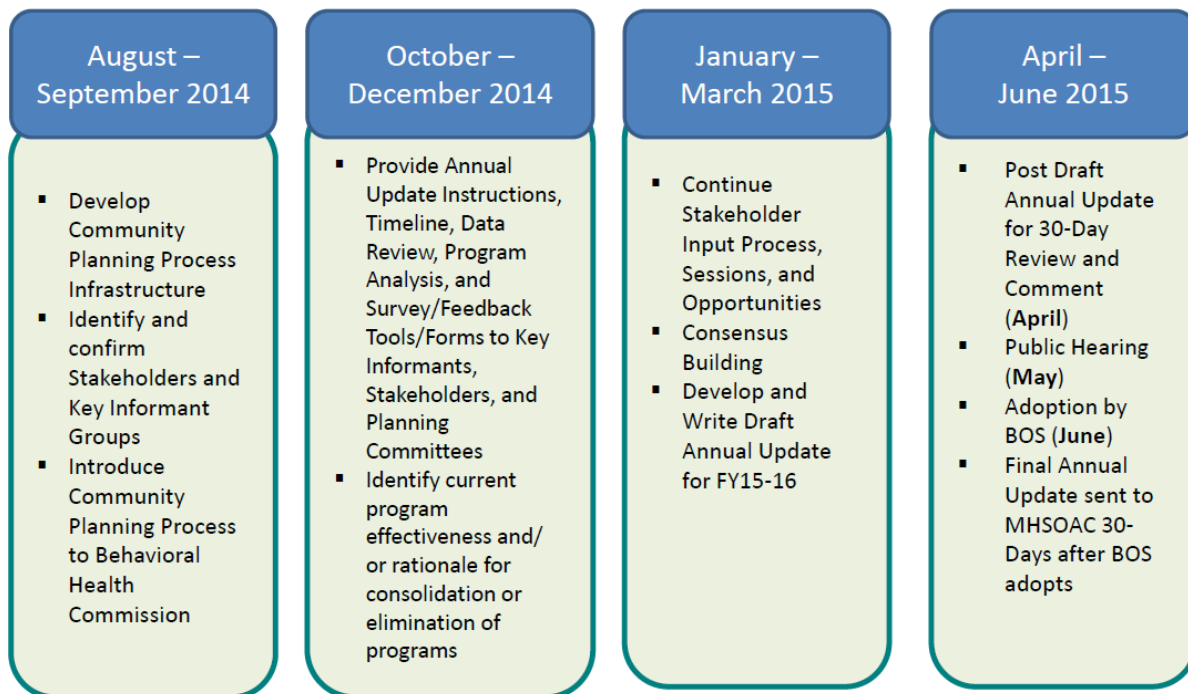 August –
September 2014
▪ Develop
Community
Planning Process
Infrastructure
▪ Identify and
confirm
Stakeholders and
Key Informant
Groups
▪ Introduce
Community
Planning Process
to Behavioral
Health
Commission
October –
December 2014
▪ Provide Annual
Update Instructions,
Timeline, Data
Review, Program
Analysis, and
Survey/Feedback
Tools/Forms to Key
Informants,
Stakeholders, and
Planning
Committees
▪ Identify current
program
effectiveness and/
or rationale for
consolidation or
elimination of
programs
January –
March 2015
▪ Continue
Stakeholder
Input Process,
Sessions, and
Opportunities
▪ Consensus
Building
▪ Develop and
Write Draft
Annual Update
for FY15-16
April –
June 2015
▪ Post Draft
Annual Update
for 30-Day
Review and
Comment
(April)
▪ Public Hearing
(May)
▪ Adoption by
BOS (June)
▪ Final Annual
Update sent to
MHSOAC 30-
Days after BOS
adopts